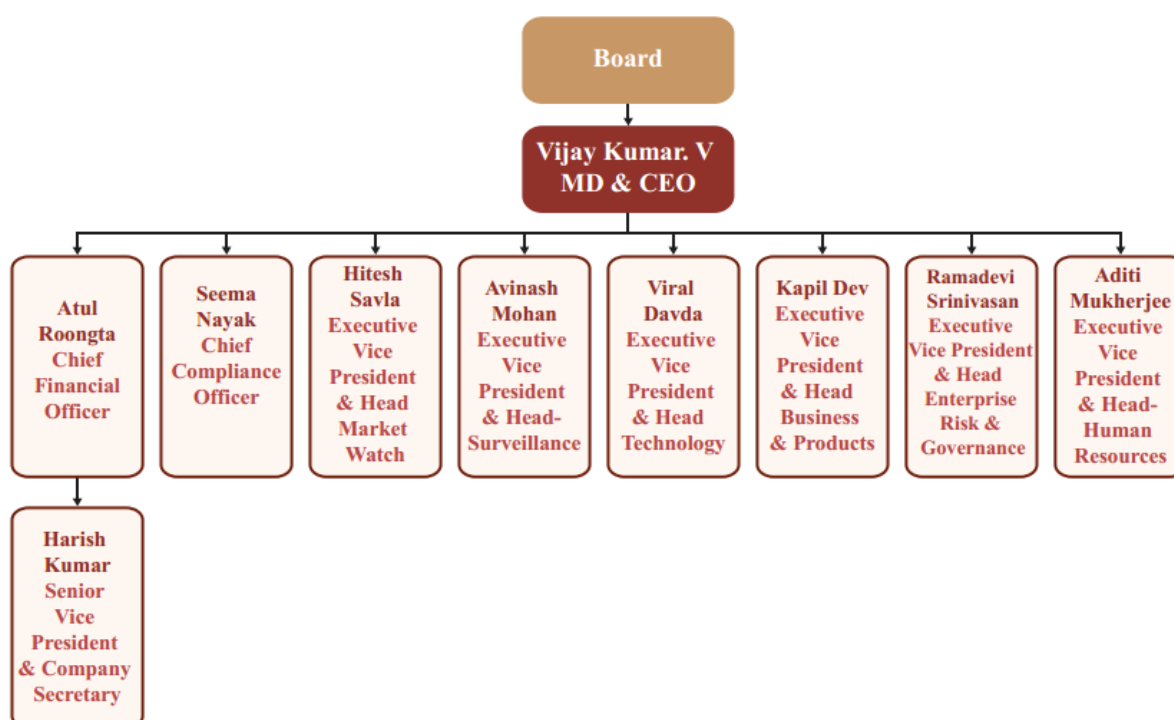 Board
Vijay Kumar. V
MD & CEO
Atul
Roongta
Chief
Financial
Officer
Seema
Nayak
Chief
Compliance
Officer
Hitesh
Savla
Executive
Vice
President
& Head
Market
Watch
Avinash
Mohan
Executive
Vice
President
& Head-
Surveillance
Viral
Davda
Executive
Vice
President
& Head
Technology
Kapil Dev
Executive
Vice
President
& Head
Business
& Products
Ramadevi
Srinivasan
Executive
Vice President
& Head
Enterprise
Risk &
Governance
Aditi
Mukherjee
Executive
Vice
President
& Head-
Human
Resources
Harish
Kumar
Senior
Vice
President
& Company
Secretary